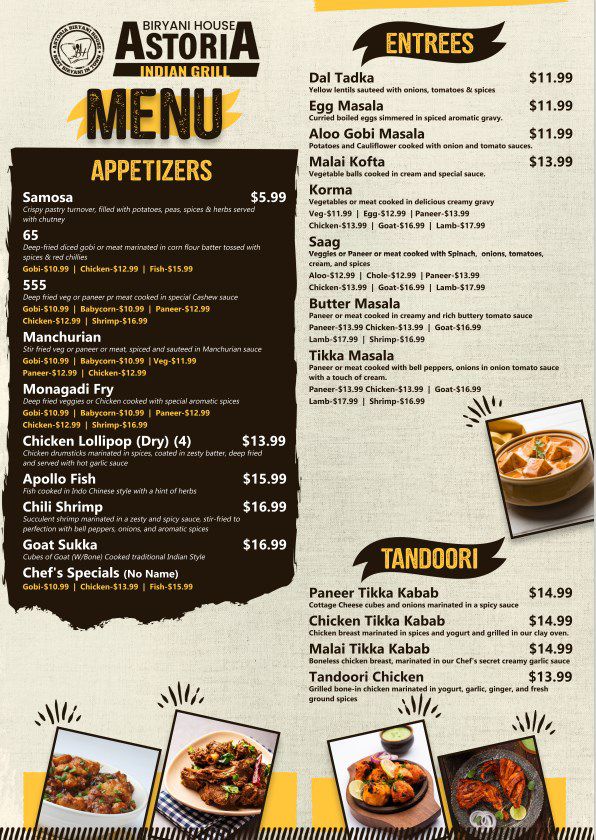 ASTORIA BIRYANI HOUSE
BEST BIRYANI IN TOWN
BIRYANI HOUSE
ASTORIA
INDIAN GRILL
MENU
APPETIZERS
Samosa $5.99
Crispy pastry turnover, filled with potatoes, peas, spices & herbs served
with chutney
65
Deep-fried diced gobi or meat marinated in corn flour batter tossed with
spices & red chillies
Gobi-$10.99 | Chicken-$12.99 | Fish-$15.99
555
Deep fried veg or paneer pr meat cooked in special Cashew sauce
Gobi-$10.99 | Babycorn-$10.99 | Paneer-$12.99
Chicken-$12.99 | Shrimp-$16.99
Manchurian
Stir fried veg or paneer or meat, spiced and sauteed in Manchurian sauce
Gobi-$10.99 | Babycorn-$10.99 | Veg-$11.99
Paneer-$12.99 | Chicken-$12.99
Monagadi Fry
Deep fried veggies or Chicken cooked with special aromatic spices
Gobi-$10.99 | Babycorn-$10.99 | Paneer-$12.99
Chicken-$12.99 | Shrimp-$16.99
Chicken Lollipop (Dry) (4) $13.99
Chicken drumsticks marinated in spices, coated in zesty batter, deep fried
and served with hot garlic sauce
Apollo Fish $15.99
Fish cooked in Indo Chinese style with a hint of herbs
Chili Shrimp $16.99
Succulent shrimp marinated in a zesty and spicy sauce, stir-fried to
perfection with bell peppers, onions, and aromatic spices
Goat Sukka $16.99
Cubes of Goat (W/Bone) Cooked traditional Indian Style
Chef's Specials (No Name)
Gobi-$10.99 | Chicken-$13.99 | Fish-$15.99
ENTREES
Dal Tadka $11.99
Yellow lentils sauteed with onions, tomatoes & spices
Egg Masala $11.99
Curried boiled eggs simmered in spiced aromatic gravy.
Aloo Gobi Masala $11.99
Potatoes and Cauliflower cooked with onion and tomato sauces.
Malai Kofta $13.99
Vegetable balls cooked in cream and special sauce.
Korma
Vegetables or meat cooked in delicious creamy gravy
Veg-$11.99 | Egg-$12.99 | Paneer-$13.99
Chicken-$13.99 | Goat-$16.99 | Lamb-$17.99
Saag
Veggies or Paneer or meat cooked with Spinach, onions, tomatoes,
cream, and spices
Aloo-$12.99 | Chole-$12.99 | Paneer-$13.99
Chicken-$13.99 | Goat-$16.99 | Lamb-$17.99
Butter Masala
Paneer or meat cooked in creamy and rich buttery tomato sauce
Paneer-$13.99 Chicken-$13.99 | Goat-$16.99
Lamb-$17.99 | Shrimp-$16.99
Tikka Masala
Paneer or meat cooked with bell peppers, onions in onion tomato sauce
with a touch of cream.
Paneer-$13.99 Chicken-$13.99 | Goat-$16.99
Lamb-$17.99 | Shrimp-$16.99
TANDOORI
Paneer Tikka Kabab $14.99
Cottage Cheese cubes and onions marinated in a spicy sauce
Chicken Tikka Kabab $14.99
Chicken breast marinated in spices and yogurt and grilled in our clay oven.
Malai Tikka Kabab $14.99
Boneless chicken breast, marinated in our Chef's secret creamy garlic sauce
Tandoori Chicken $13.99
Grilled bone-in chicken marinated in yogurt, garlic, ginger, and fresh
ground spices